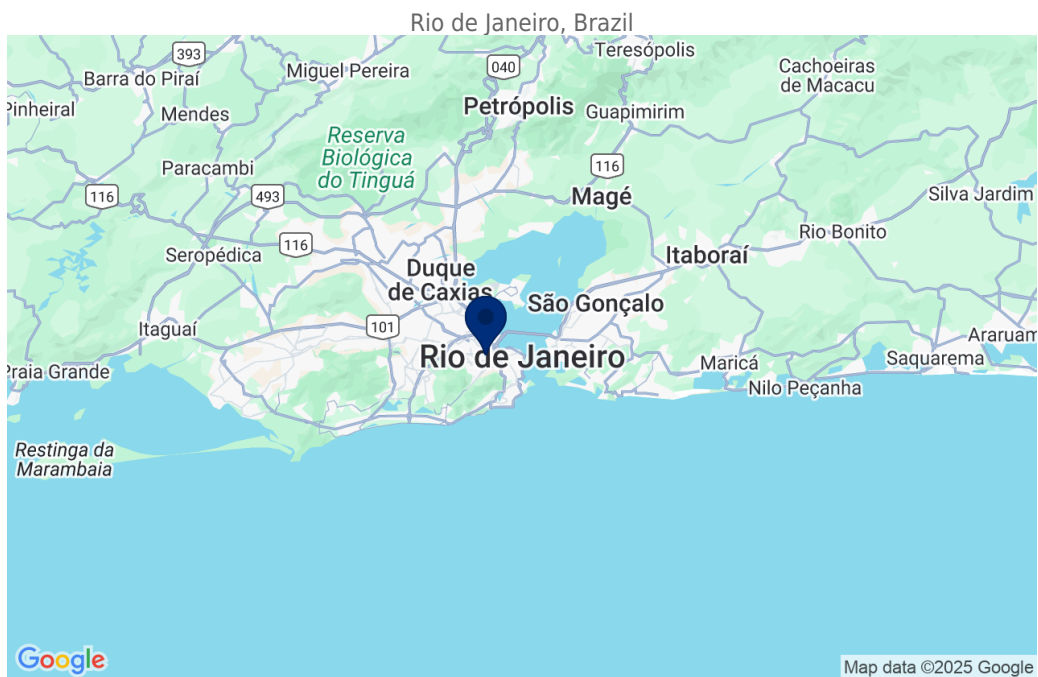 Rio de Janeiro, Brazil
393
040
Teresópolis
Barra do Piraí
Miguel Pereira
Cachoeiras
de Macacu
Pinheiral
Mendes
Petrópolis
Guapimirim
Reserva
Biológica
do Tinguá
Paracambi
116
116
493
Magé
Silva Jardim
116
Rio Bonito
Seropédica
Itaboraí
Duque
de Caxias
São Gonçalo
Itaguaí
101
Araruam
Rio de Janeiro
Saquarema
Maricá
Praia Grande
Nilo Peçanha
Restinga da
Marambaia
Google
Map data ©2025 Google